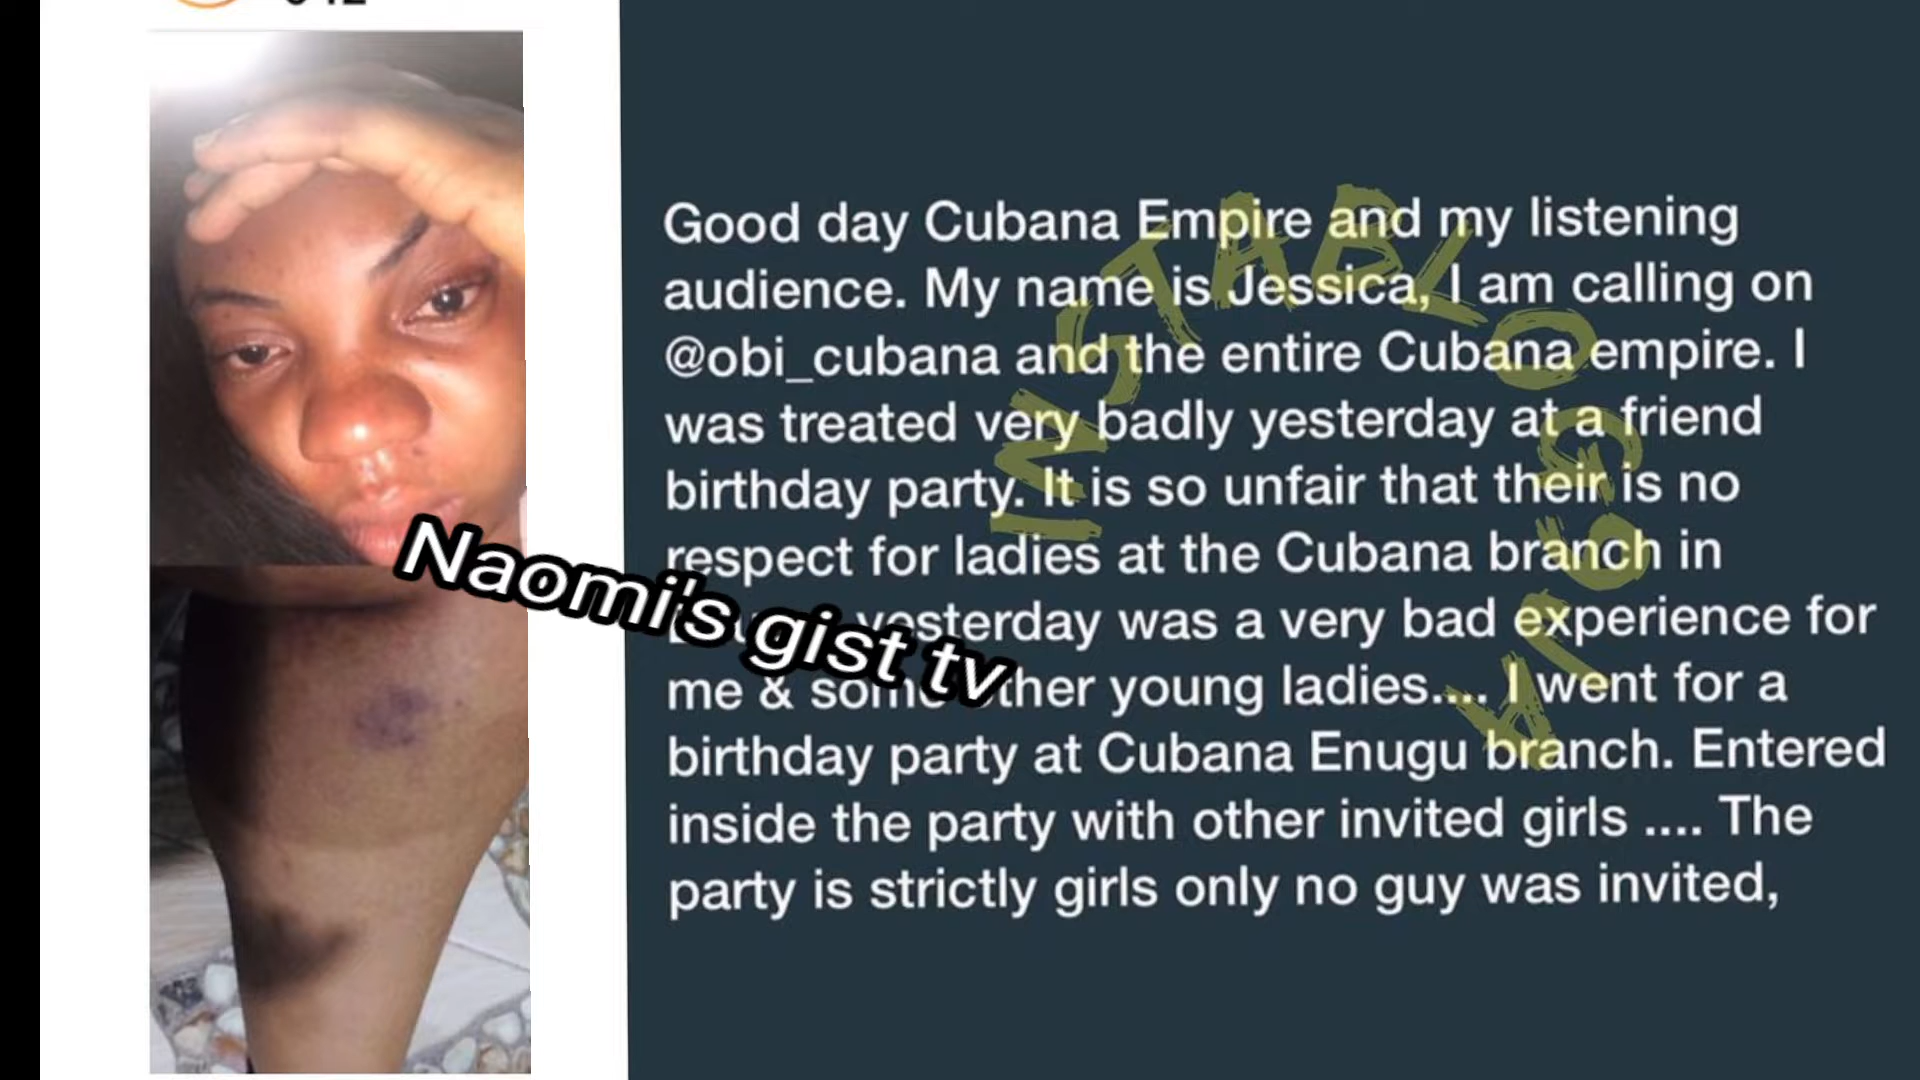 Good day Cubana Empire and my listening
audience. My name is Jessica, I am calling on
@obi_cubana and the entire Cubana empire. I
was treated very badly yesterday at a friend
birthday party. It is so unfair that their is no
respect for ladies at the Cubana branch in
yesterday was a very bad experience for
me & some other young ladies.... I went for a
birthday party at Cubana Enugu branch. Entered
inside the party with other invited girls .... The
party is strictly girls only no guy was invited,
Naomi's gist tv
INSTABLOG9JA